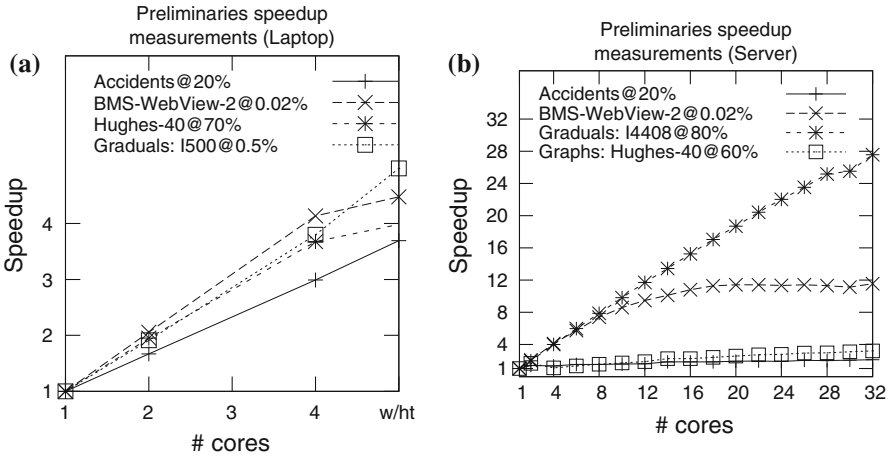 Preliminaries speedup
measurements (Laptop)
(a)
Accidents@20%
BMS-WebView-2@0.02%
Hughes-40@70%
Graduals: I500@0.5%
Speedup
4
3
2
1
1 2 3 4 w/ht
# cores
Preliminaries speedup
measurements (Server)
(b)
Accidents@20%
BMS-WebView-2@0.02%
Graduals: I4408@80%
Graphs: Hughes-40@60%
Speedup
32
28
24
20
16
12
8
4
1
1 4 8 12 16 20 24 28 32
# cores